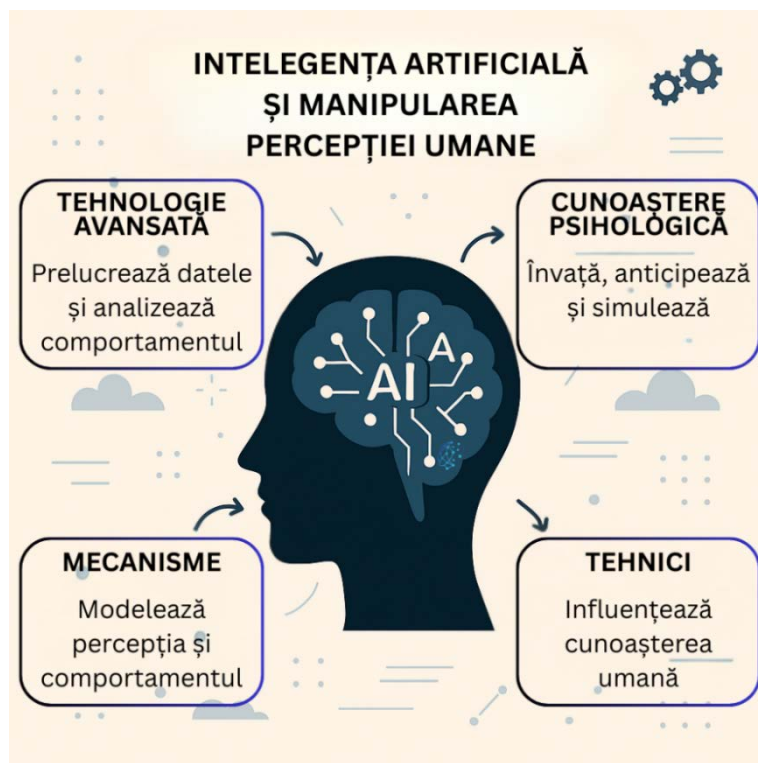 INTELEGENȚA ARTIFICIALĂ
ȘI MANIPULAREA
PERCEPȚIEI UMANE
TEHNOLOGIE
AVANSATĂ
Prelucrează datele
și analizează
comportamentul
CUNOAȘTERE
PSIHOLOGICĂ
Învață, anticipează
și simulează
A
AI
MECANISME
Modelează
percepția și
comportamentul
TEHNICI
Influențează
cunoașterea
umană